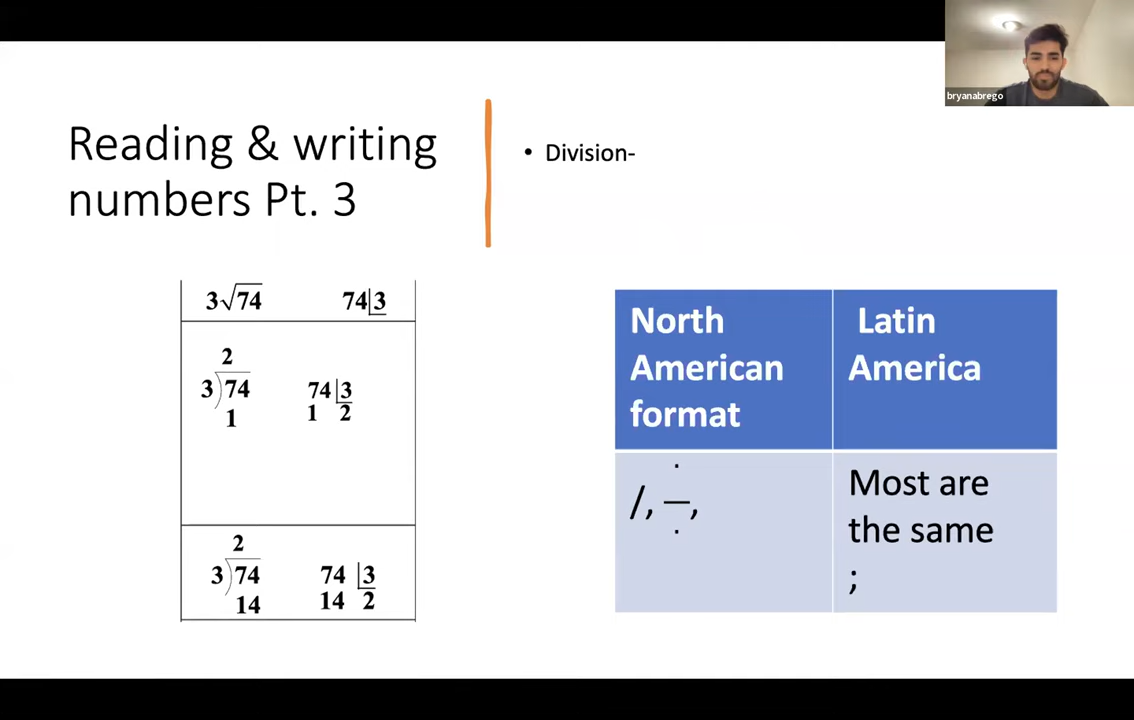 bryanabrego
Reading & writing
numbers Pt. 3
• Division-
3√74 74|3
2
3)74 74|3
1 1 2
2
3)74 74 |3
14 14 2
North
American
format
Latin
America
/, ÷,
Most are
the same
;